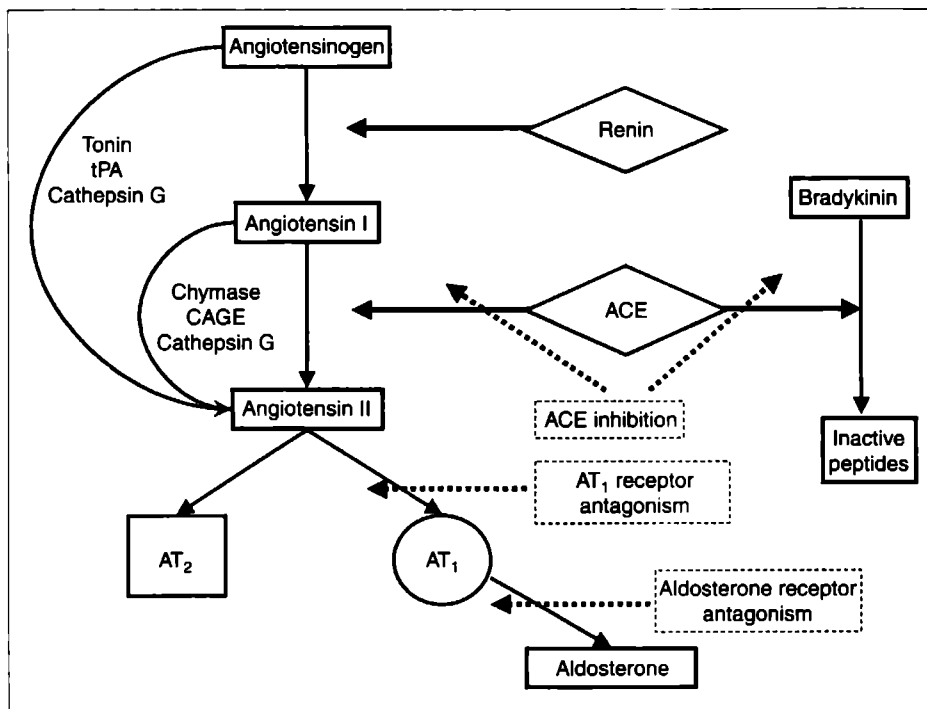 Angiotensinogen
Renin
Tonin
tPA
Cathepsin G
Bradykinin
Angiotensin I
Chymase
CAGE
Cathepsin G
ACE
Angiotensin II
ACE inhibition
Inactive
peptides
AT₁ receptor
antagonism
AT₂
AT₁
Aldosterone receptor
antagonism
Aldosterone